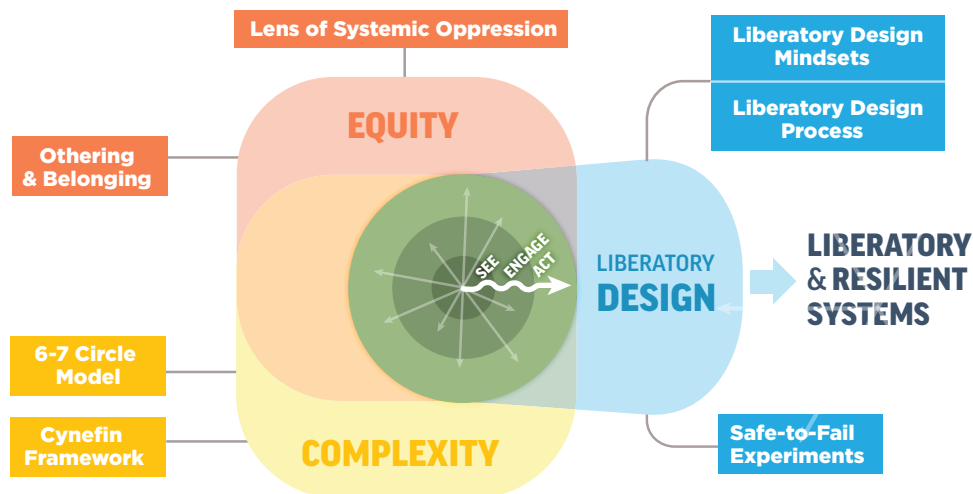 Lens of Systemic Oppression
Liberatory Design
Mindsets
Liberatory Design
Process
EQUITY
Othering
& Belonging
SEE
ENGAGE
ACT
LIBERATORY
DESIGN
LIBERATORY
& RESILIENT
SYSTEMS
6-7 Circle
Model
Cynefin
Framework
COMPLEXITY
Safe-to-Fail
Experiments